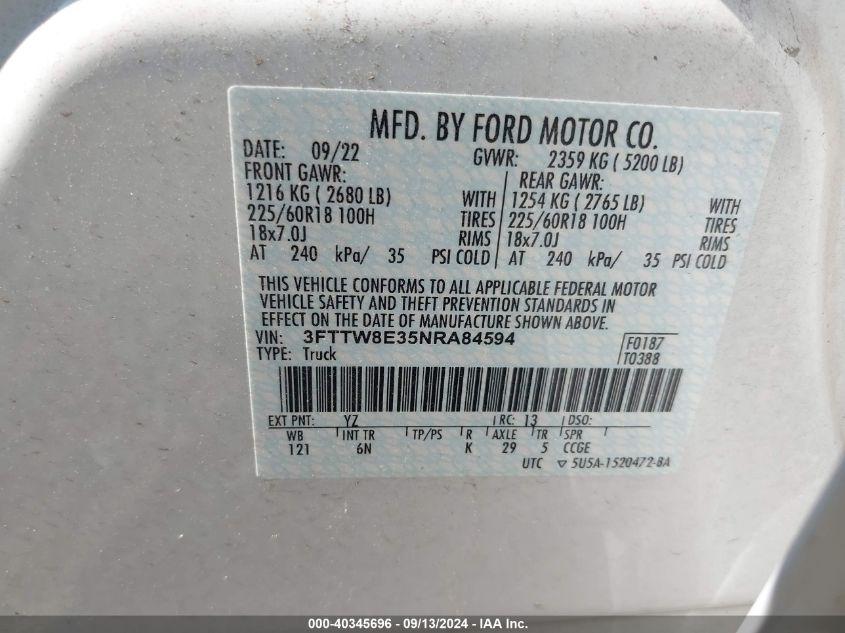 MFD. BY FORD MOTOR CO.
DATE: 09/22 GVWR: 2359 KG ( 5200 LB)
FRONT GAWR: REAR GAWR:
1216 KG ( 2680 LB) WITH 1254 KG ( 2765 LB) WITH
225/60R18 100H TIRES 225/60R18 100H TIRES
18x7.0J RIMS 18x7.0J RIMS
AT 240 kPa/ 35 PSI COLD AT 240 kPa/ 35 PSI COLD
THIS VEHICLE CONFORMS TO ALL APPLICABLE FEDERAL MOTOR
VEHICLE SAFETY AND THEFT PREVENTION STANDARDS IN
EFFECT ON THE DATE OF MANUFACTURE SHOWN ABOVE.
VIN: 3FTTW8E35NRA84594 F0187
TYPE: Truck T0388
EXT PNT: YZ RC: 13 DSO:
WB INT TR TP/PS R AXLE TR SPR
121 6N K 29 5 CCGE
UTC ▽ 5U5A-1520472-BA
000-40345696 - 09/13/2024 - IAA Inc.